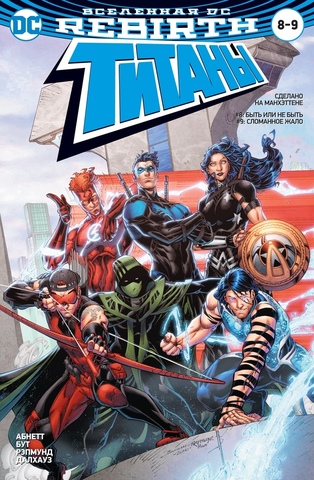 DC
ВСЕЛЕННАЯ DC
REBIRTH
8-9
ТИТАНЫ
СДЕЛАНО
НА МАНХЭТТЕНЕ
#8: БЫТЬ ИЛИ НЕ БЫТЬ
#9: СЛОМАННОЕ ЖАЛО
АБНЕТТ
БУТ
РЭПМУНД
ДАЛХАУЗ